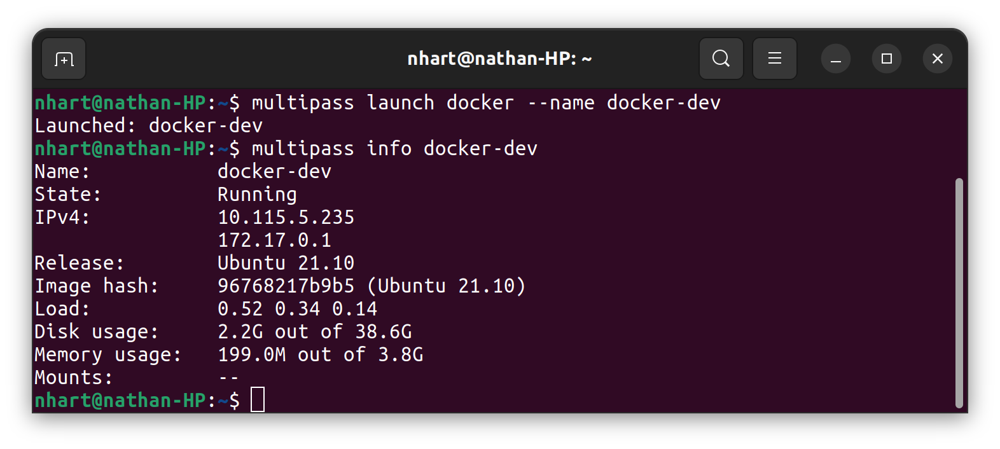 nhart@nathan-HP: ~
nhart@nathan-HP:~$ multipass launch docker --name docker-dev
Launched: docker-dev
nhart@nathan-HP:~$ multipass info docker-dev
Name:           docker-dev
State:          Running
IPv4:           10.115.5.235
                172.17.0.1
Release:        Ubuntu 21.10
Image hash:     96768217b9b5 (Ubuntu 21.10)
Load:           0.52 0.34 0.14
Disk usage:     2.2G out of 38.6G
Memory usage:   199.0M out of 3.8G
Mounts:         --
nhart@nathan-HP:~$